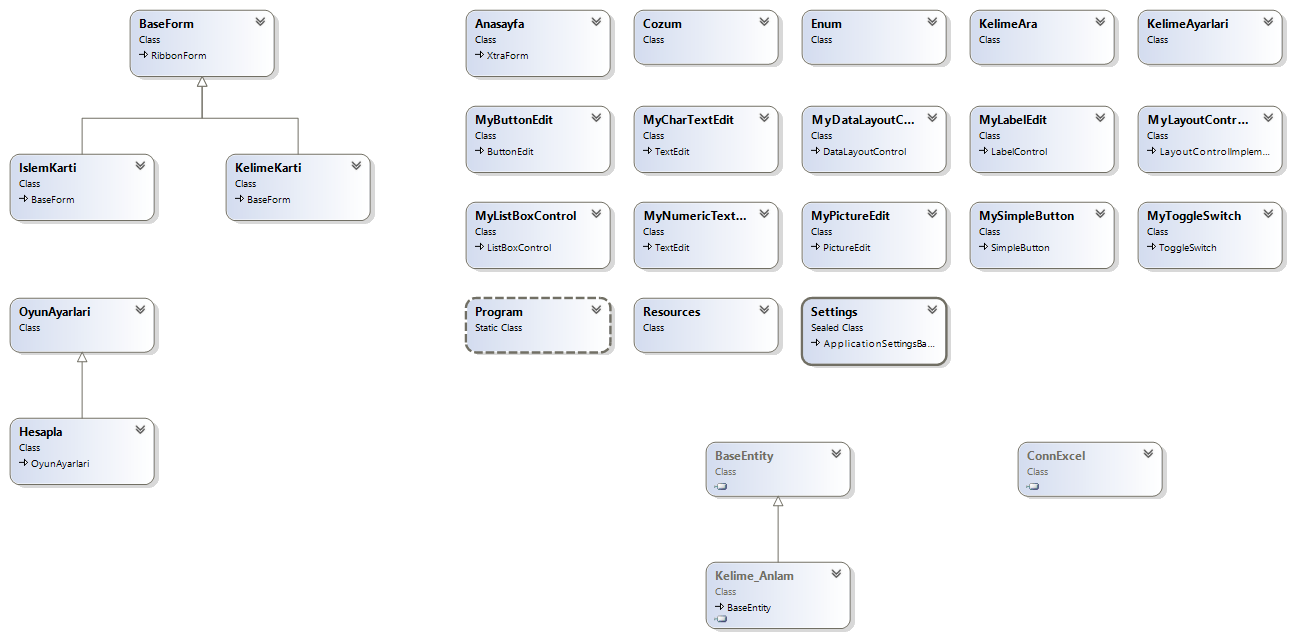 BaseForm
Class
RibbonForm
IslemKarti
Class
BaseForm
KelimeKarti
Class
BaseForm
OyunAyarlari
Class
Hesapla
Class
OyunAyarlari
Anasayfa
Class
XtraForm
Cozum
Class
Enum
Class
KelimeAra
Class
KelimeAyarlari
Class
MyButtonEdit
Class
ButtonEdit
MyCharTextEdit
Class
TextEdit
MyDataLayoutC...
Class
DataLayoutControl
MyLabelEdit
Class
LabelControl
MyLayoutContr...
Class
LayoutControlImplem...
MyListBoxControl
Class
ListBoxControl
MyNumericText...
Class
TextEdit
MyPictureEdit
Class
PictureEdit
MySimpleButton
Class
SimpleButton
MyToggleSwitch
Class
ToggleSwitch
Program
Static Class
Resources
Class
Settings
Sealed Class
ApplicationSettingsBa...
BaseEntity
Class
Kelime_Anlam
Class
BaseEntity
ConnExcel
Class